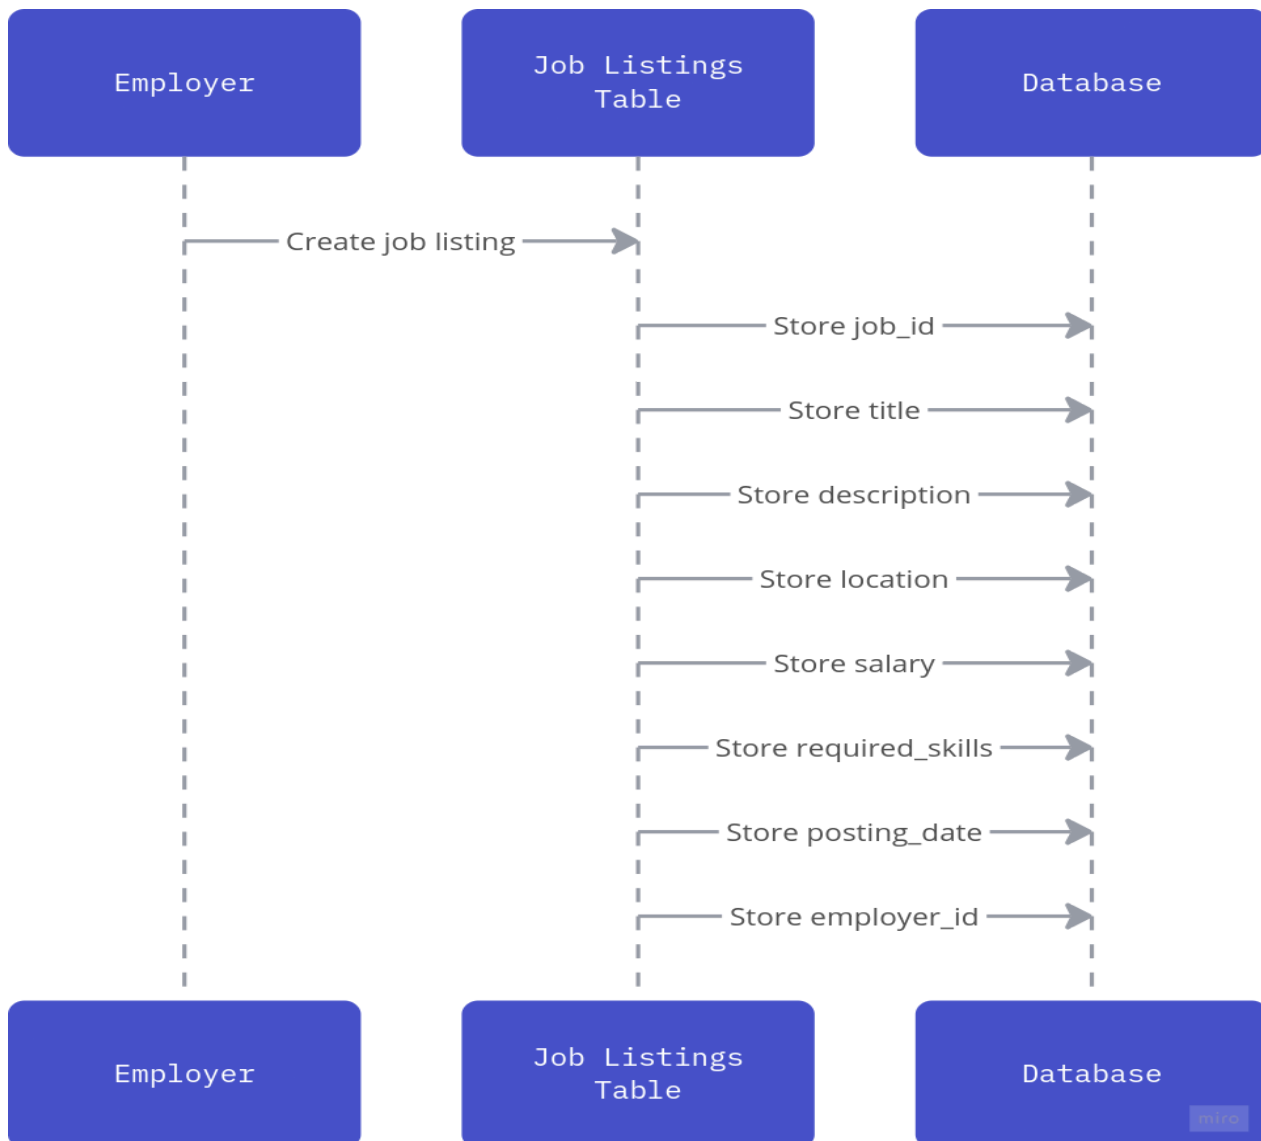 Employer
Job Listings
Table
Database
Create job listing
Store job_id
Store title
Store description
Store location
Store salary
Store required_skills
Store posting_date
Store employer_id
Employer
Job Listings
Table
Database
miro